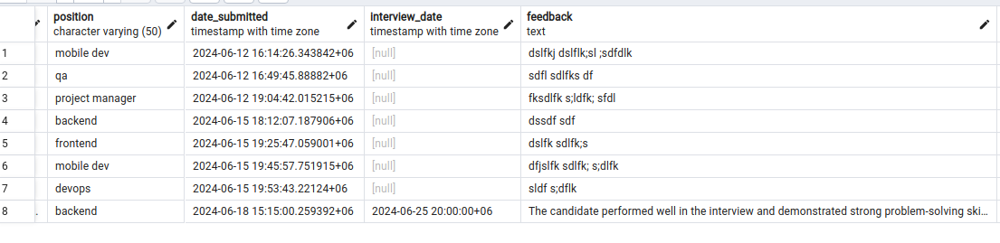 position date_submitted interview_date feedback
character varying (50) timestamp with time zone timestamp with time zone text
1 mobile dev 2024-06-12 16:14:26.343842+06 [null] dslfkj dslflk;sl ;sdfdlk
2 qa 2024-06-12 16:49:45.88882+06 [null] sdfl sdlfks df
3 project manager 2024-06-12 19:04:42.015215+06 [null] fksdlfk s;ldfk; sfdl
4 backend 2024-06-15 18:12:07.187906+06 [null] dssdf sdf
5 frontend 2024-06-15 19:25:47.059001+06 [null] dslfk sdlfk;s
6 mobile dev 2024-06-15 19:45:57.751915+06 [null] dfjslfk sdlfk; s;dlfk
7 devops 2024-06-15 19:53:43.22124+06 [null] sldf s;dflk
8 . backend 2024-06-18 15:15:00.259392+06 2024-06-25 20:00:00+06 The candidate performed well in the interview and demonstrated strong problem-solving ski...